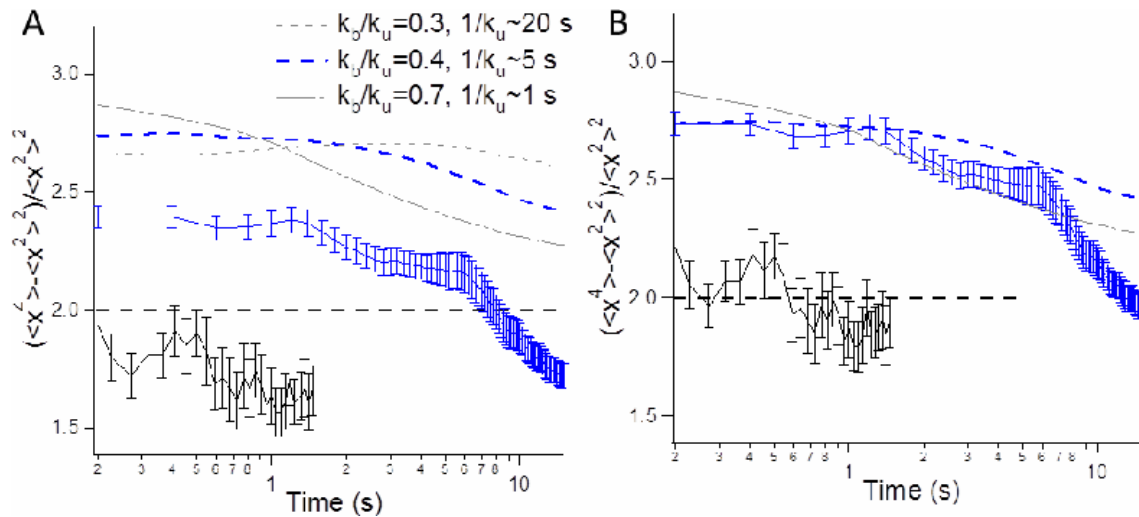 A
k_b/k_u=0.3, 1/k_u~20 s
k_b/k_u=0.4, 1/k_u~5 s
k_b/k_u=0.7, 1/k_u~1 s
(<x²>-<x²>²)/<x²>²
3.0
2.5
2.0
1.5
2 3 4 5 6 7 8 1 2 3 4 5 6 7 8 10
Time (s)
B
(<x⁴>-<x²>²)/<x²>²
3.0
2.5
2.0
1.5
2 3 4 5 6 7 8 1 2 3 4 5 6 7 8 10
Time (s)